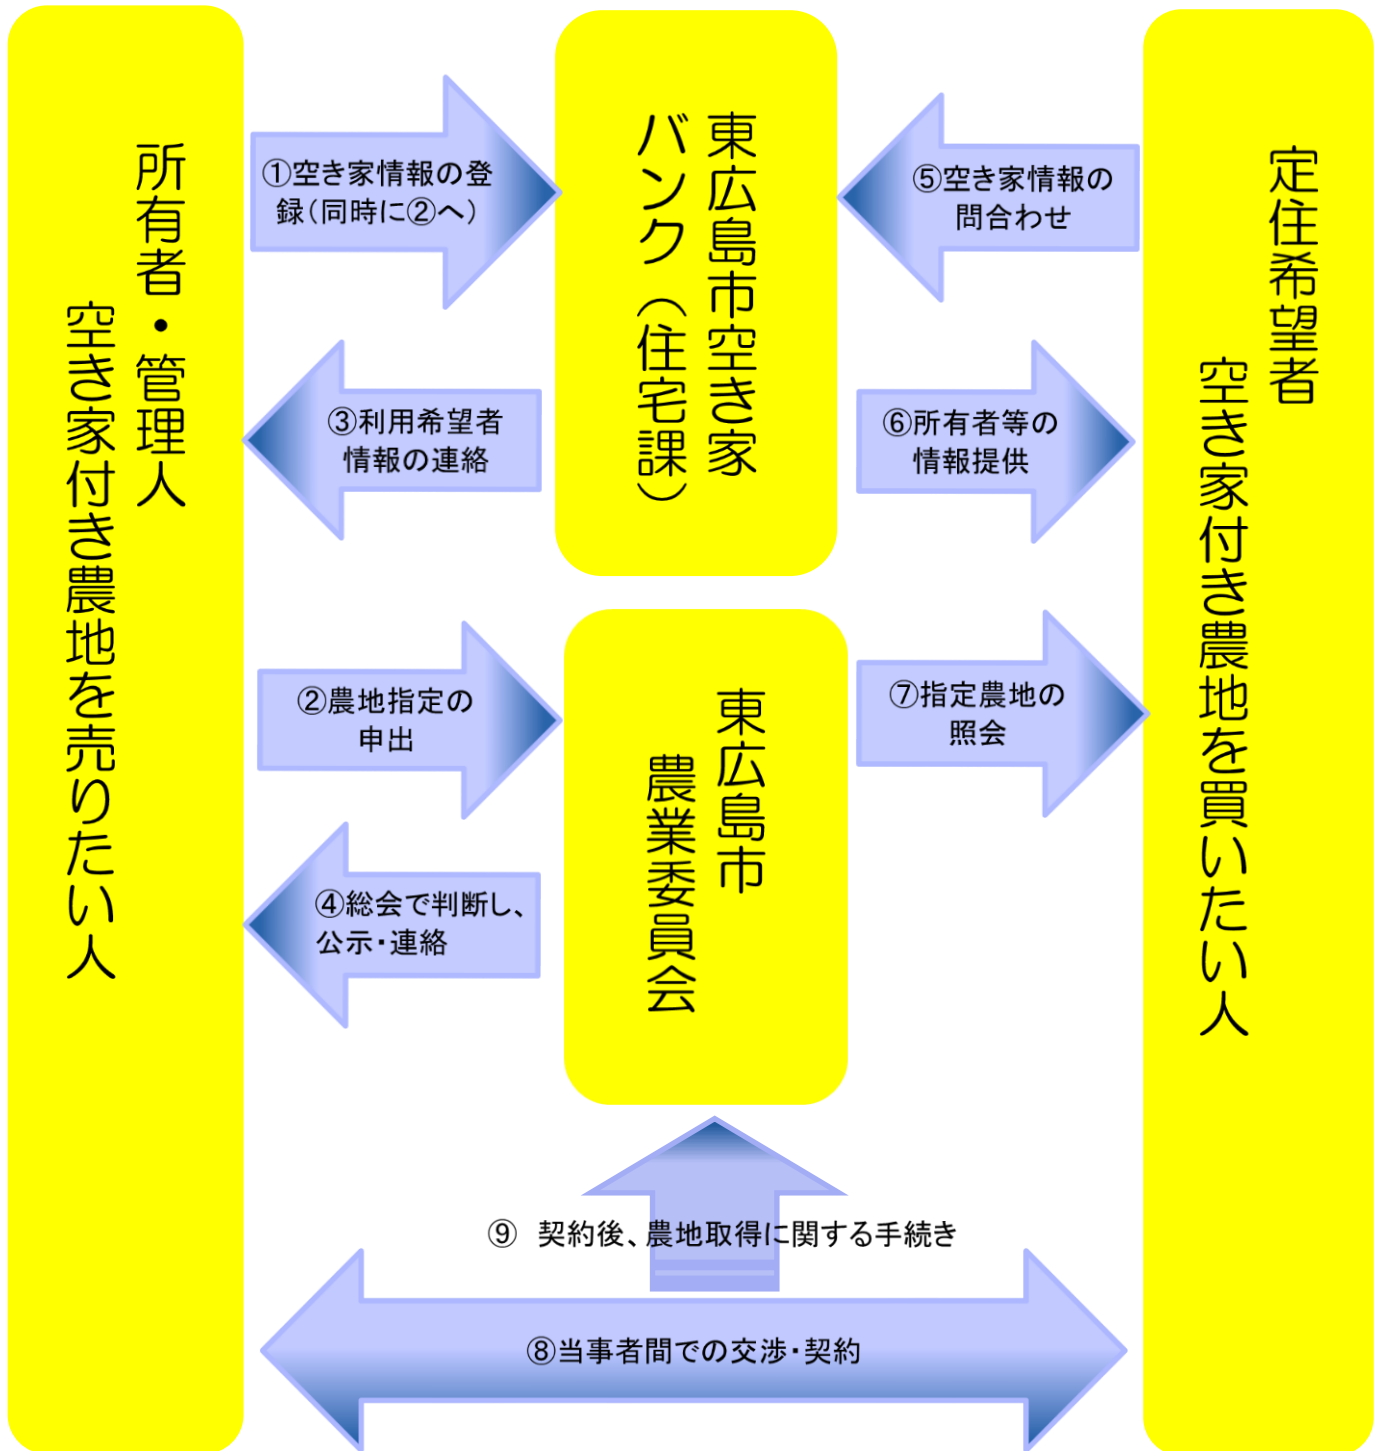 所有者・管理人
空き家付き農地を売りたい人
①空き家情報の登
録（同時に②へ）
東広島市空き家
バンク（住宅課）
⑤空き家情報の
問合わせ
定住希望者
空き家付き農地を買いたい人
③利用希望者
情報の連絡
⑥所有者等の
情報提供
②農地指定の
申出
東広島市
農業委員会
⑦指定農地の
照会
④総会で判断し、
公示・連絡
⑨　契約後、農地取得に関する手続き
⑧当事者間での交渉・契約